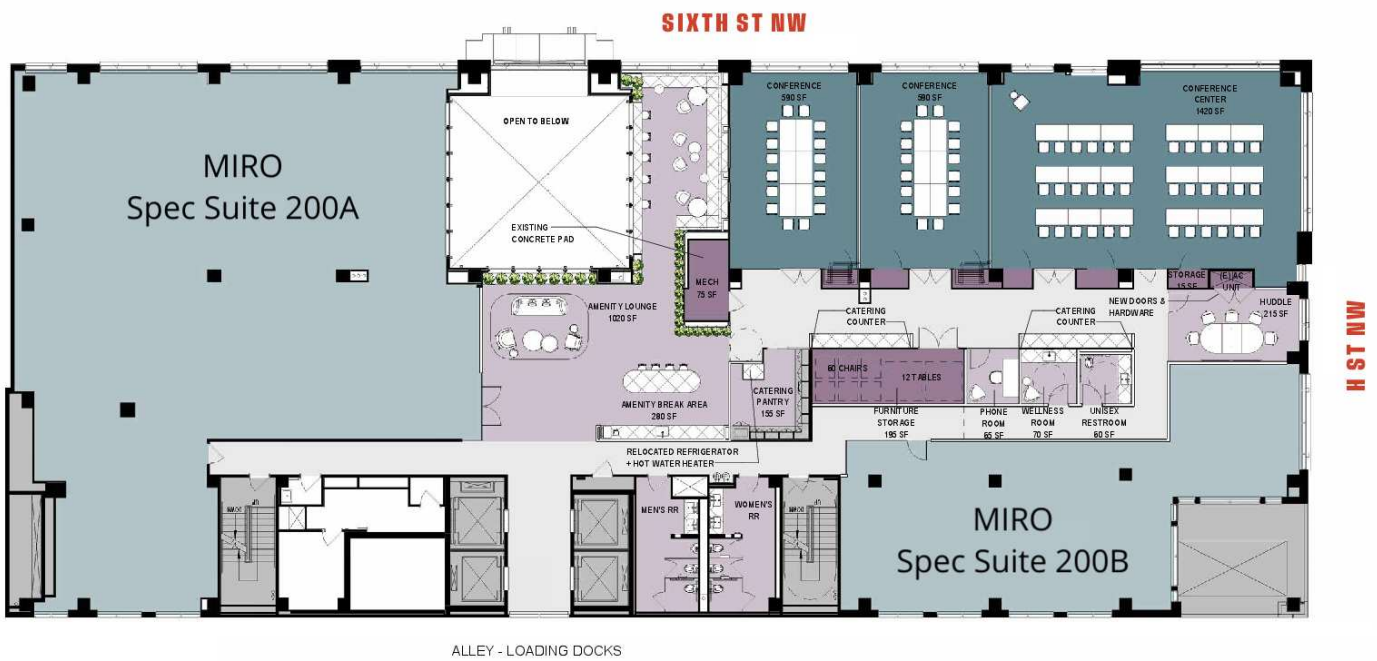 SIXTH ST NW
CONFERENCE
590 SF
CONFERENCE
590 SF
CONFERENCE
CENTER
1420 SF
OPEN TO BELOW
MIRO
Spec Suite 200A
EXISTING
CONCRETE PAD
MECH
75 SF
STORAGE
15 SF
(E) AC
UNIT
AMENITY LOUNGE
1020 SF
CATERING
COUNTER
CATERING
COUNTER
NEW DOORS &
HARDWARE
HUDDLE
215 SF
H ST NW
60 CHAIRS
12 TABLES
CATERING
PANTRY
155 SF
AMENITY BREAK AREA
280 SF
FURNITURE
STORAGE
195 SF
PHONE
ROOM
65 SF
WELLNESS
ROOM
70 SF
UNISEX
RESTROOM
60 SF
RELOCATED REFRIGERATOR
+ HOT WATER HEATER
UP
DOWN
MEN'S RR
WOMEN'S
RR
UP
DOWN
MIRO
Spec Suite 200B
ALLEY - LOADING DOCKS